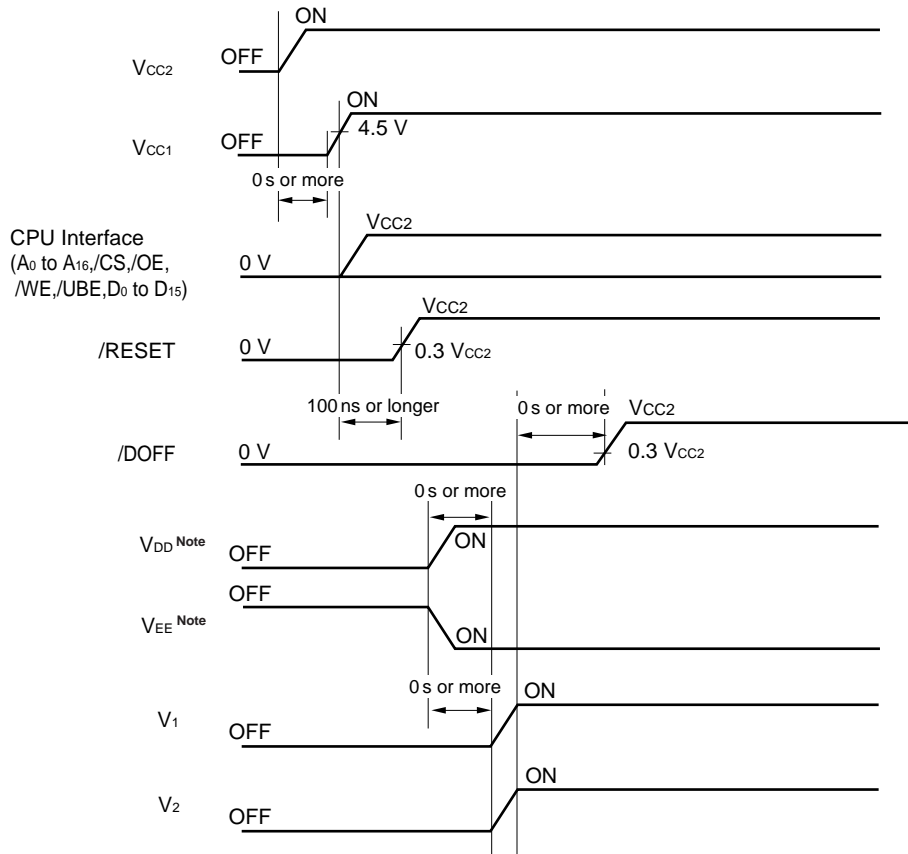 ON
OFF
VCC2
ON
4.5 V
OFF
VCC1
0 s or more
VCC2
CPU Interface
(A0 to A16,/CS,/OE,
/WE,/UBE,D0 to D15)
0 V
VCC2
/RESET
0 V
0.3 VCC2
100 ns or longer
0 s or more
VCC2
/DOFF
0 V
0.3 VCC2
0 s or more
VDD Note
OFF
ON
OFF
VEE Note
ON
0 s or more
ON
V1
OFF
ON
V2
OFF